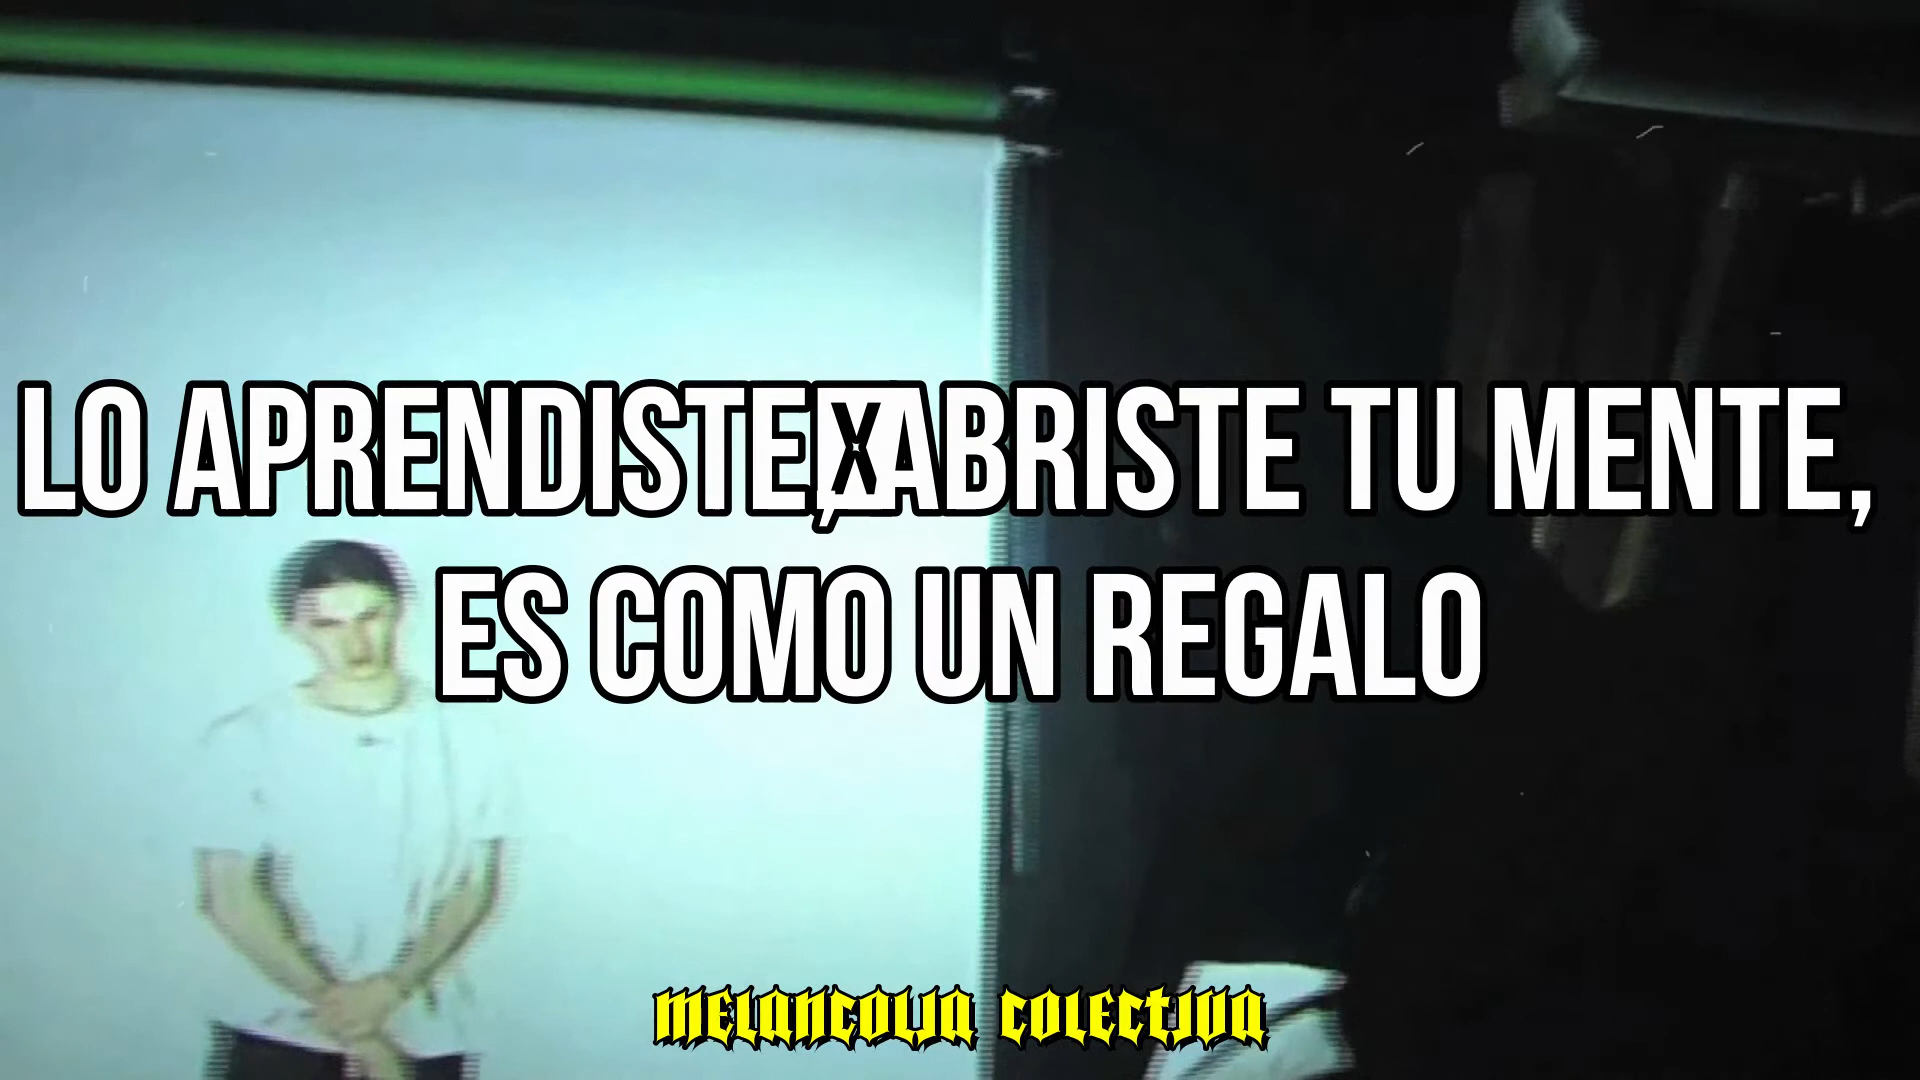 LO APRENDISTE, ABRISTE TU MENTE,
ES COMO UN REGALO
MELANCOLIA COLECTIVA